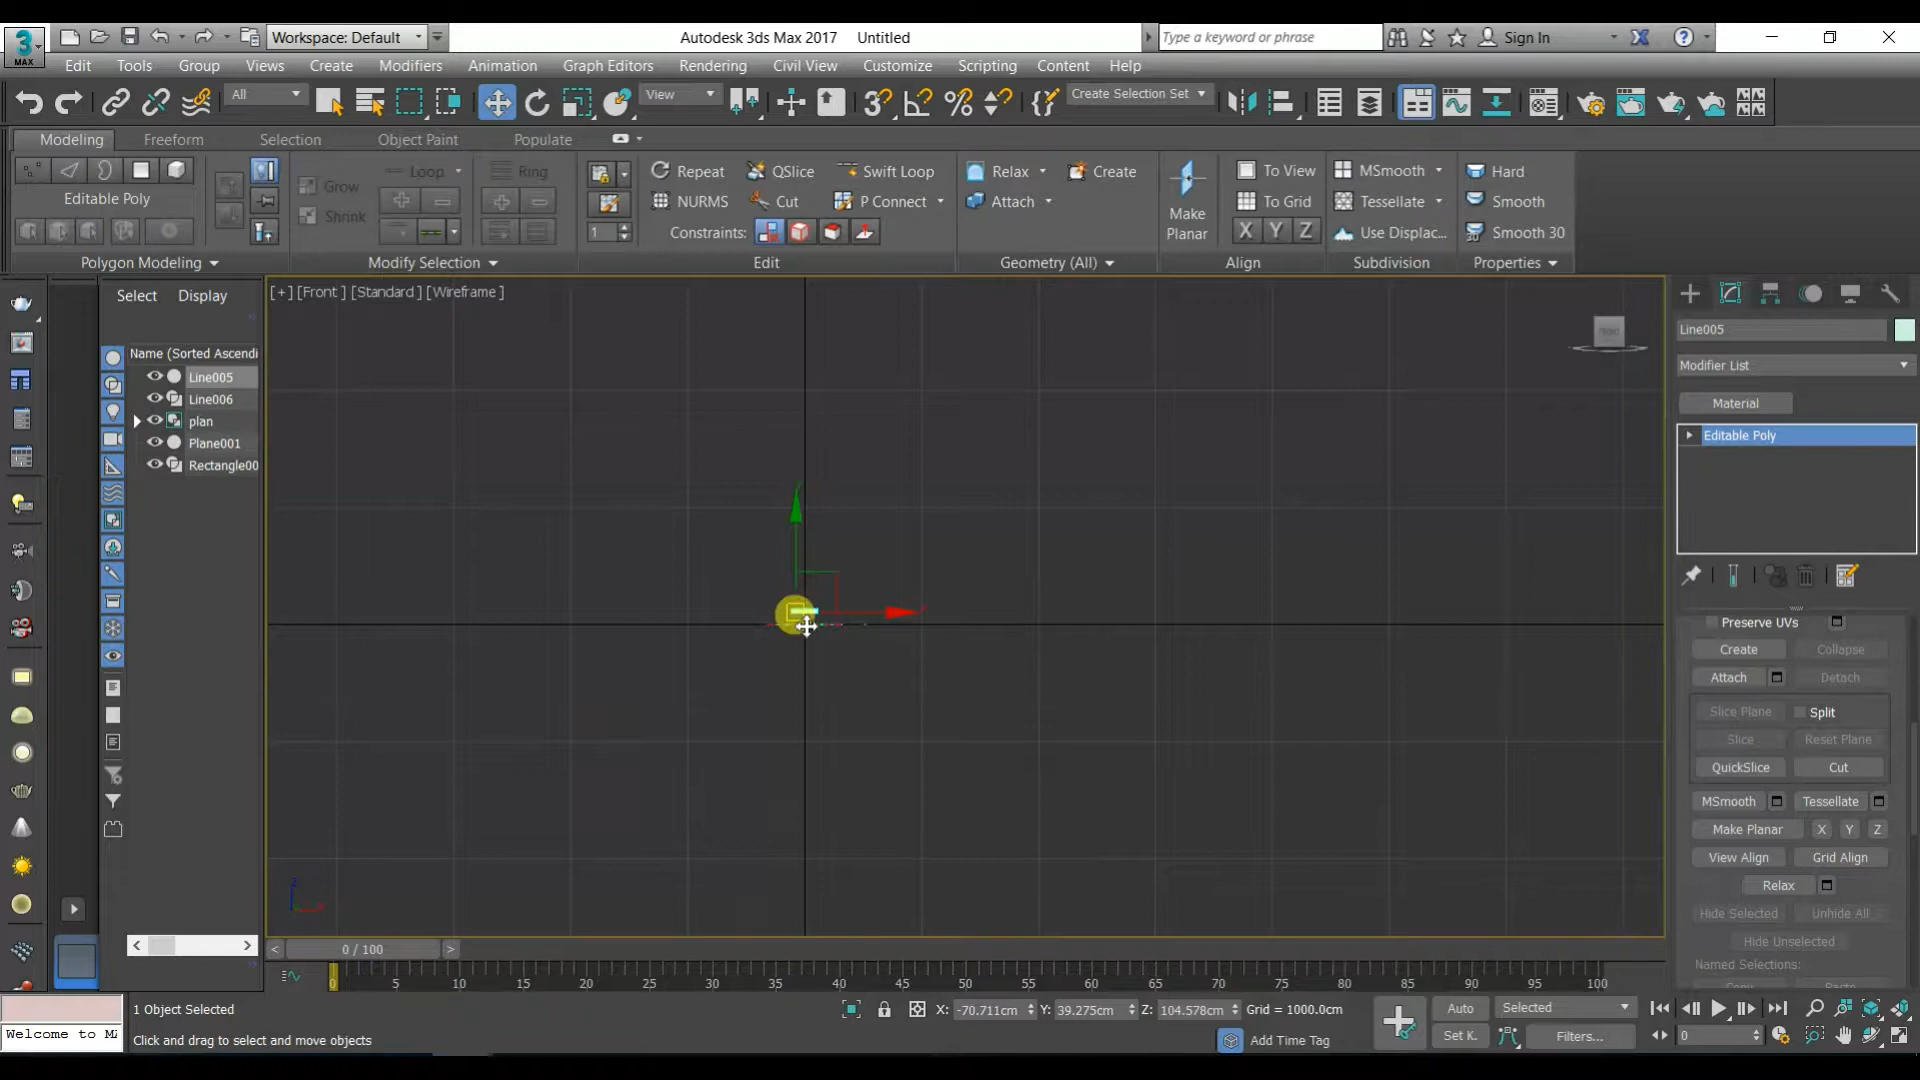 3
MAX
Workspace: Default
Autodesk 3ds Max 2017 Untitled
Type a keyword or phrase
Sign In
Edit Tools Group Views Create Modifiers Animation Graph Editors Rendering Civil View Customize Scripting Content Help
All
View
Create Selection Set
Modeling Freeform Selection Object Paint Populate
Loop Ring
Repeat QSlice Swift Loop Relax Create To View MSmooth Hard
Grow
Editable Poly
NURMS Cut P Connect Attach To Grid Tessellate Smooth
Shrink
Make
Planar
1
Constraints: X Y Z Use Displac... Smooth 30
Polygon Modeling Modify Selection Edit Geometry (All) Align Subdivision Properties
Select Display
[+] [Front ] [Standard ] [Wireframe ]
Name (Sorted Ascendi
Line005
Line006
plan
Plane001
Rectangle00
Line005
Modifier List
Material
Editable Poly
Preserve UVs
Create Collapse
Attach Detach
Slice Plane Split
Slice Reset Plane
QuickSlice Cut
MSmooth Tessellate
Make Planar X Y Z
View Align Grid Align
Relax
Hide Selected Unhide All
Hide Unselected
Named Selections:
Copy Paste
< 0 / 100 >
0 5 10 15 20 25 30 35 40 45 50 55 60 65 70 75 80 85 90 95 100
1 Object Selected
X: -70.711cm Y: 39.275cm Z: 104.578cm Grid = 1000.0cm
Auto Selected
Welcome to M
Click and drag to select and move objects
Add Time Tag
Set K. Filters... 0